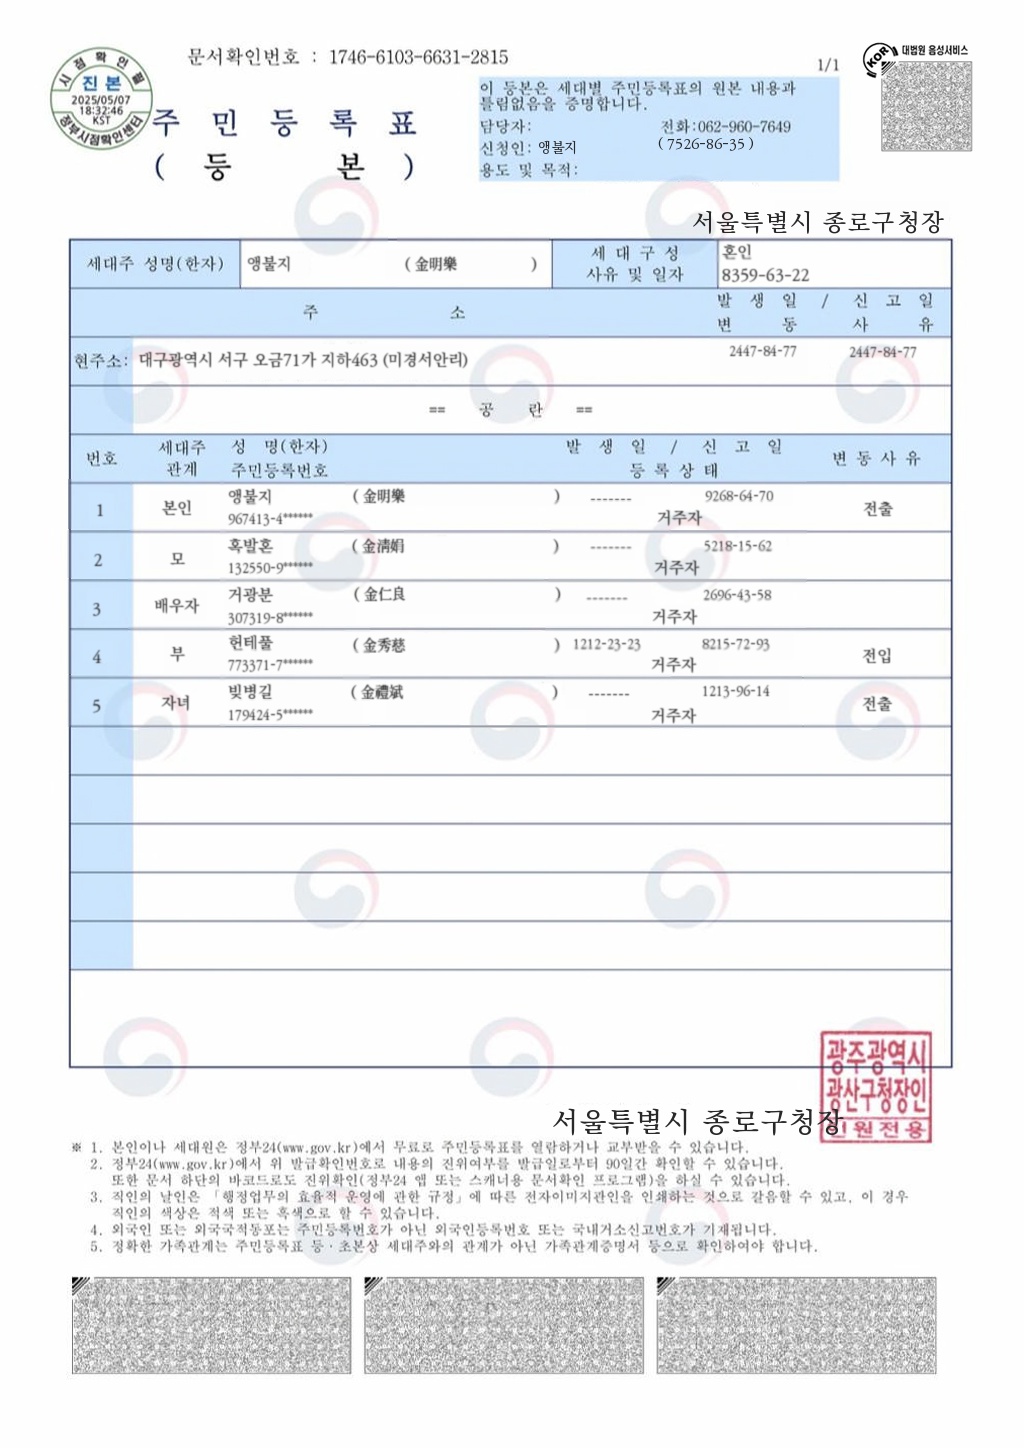 시점확인필
진본
2025/05/07
18:32:46
KST
정부시점확인센터
문서확인번호 : 1746-6103-6631-2815
1/1
KOR 대법원 음성서비스
주 민 등 록 표
( 등 본 )
이 등본은 세대별 주민등록표의 원본 내용과
틀림없음을 증명합니다.
담당자: 전화:062-960-7649
신청인: 앵불지 ( 7526-86-35 )
용도 및 목적:
서울특별시 종로구청장
세대주 성명(한자) 앵불지 ( 金明樂 ) 세 대 구 성 사유 및 일자 혼인
8359-63-22
주 소 발 생 일 / 신 고 일
변 동 사 유
현주소: 대구광역시 서구 오금71가 지하463 (미경서안리) 2447-84-77 2447-84-77
== 공 란 ==
번호 세대주 관계 성 명(한자) 주민등록번호 발 생 일 / 신 고 일 등 록 상 태 변 동 사 유
1 본인 앵불지 ( 金明樂 ) ------- 9268-64-70 전출
967413-4****** 거주자
2 모 혹발혼 ( 金淸娟 ) ------- 5218-15-62
132550-9****** 거주자
3 배우자 거광분 ( 金仁良 ) ------- 2696-43-58
307319-8****** 거주자
4 부 헌테풀 ( 金秀慈 ) 1212-23-23 8215-72-93 전입
773371-7****** 거주자
5 자녀 빚병길 ( 金禮斌 ) ------- 1213-96-14 전출
179424-5****** 거주자
광주광역시
광산구청장인
민원전용
서울특별시 종로구청장
※ 1. 본인이나 세대원은 정부24(www.gov.kr)에서 무료로 주민등록표를 열람하거나 교부받을 수 있습니다.
2. 정부24(www.gov.kr)에서 위 발급확인번호로 내용의 진위여부를 발급일로부터 90일간 확인할 수 있습니다.
또한 문서 하단의 바코드로도 진위확인(정부24 앱 또는 스캐너용 문서확인 프로그램)을 하실 수 있습니다.
3. 직인의 날인은 「행정업무의 효율적 운영에 관한 규정」에 따른 전자이미지관인을 인쇄하는 것으로 갈음할 수 있고, 이 경우
직인의 색상은 적색 또는 흑색으로 할 수 있습니다.
4. 외국인 또는 외국국적동포는 주민등록번호가 아닌 외국인등록번호 또는 국내거소신고번호가 기재됩니다.
5. 정확한 가족관계는 주민등록표 등·초본상 세대주와의 관계가 아닌 가족관계증명서 등으로 확인하여야 합니다.